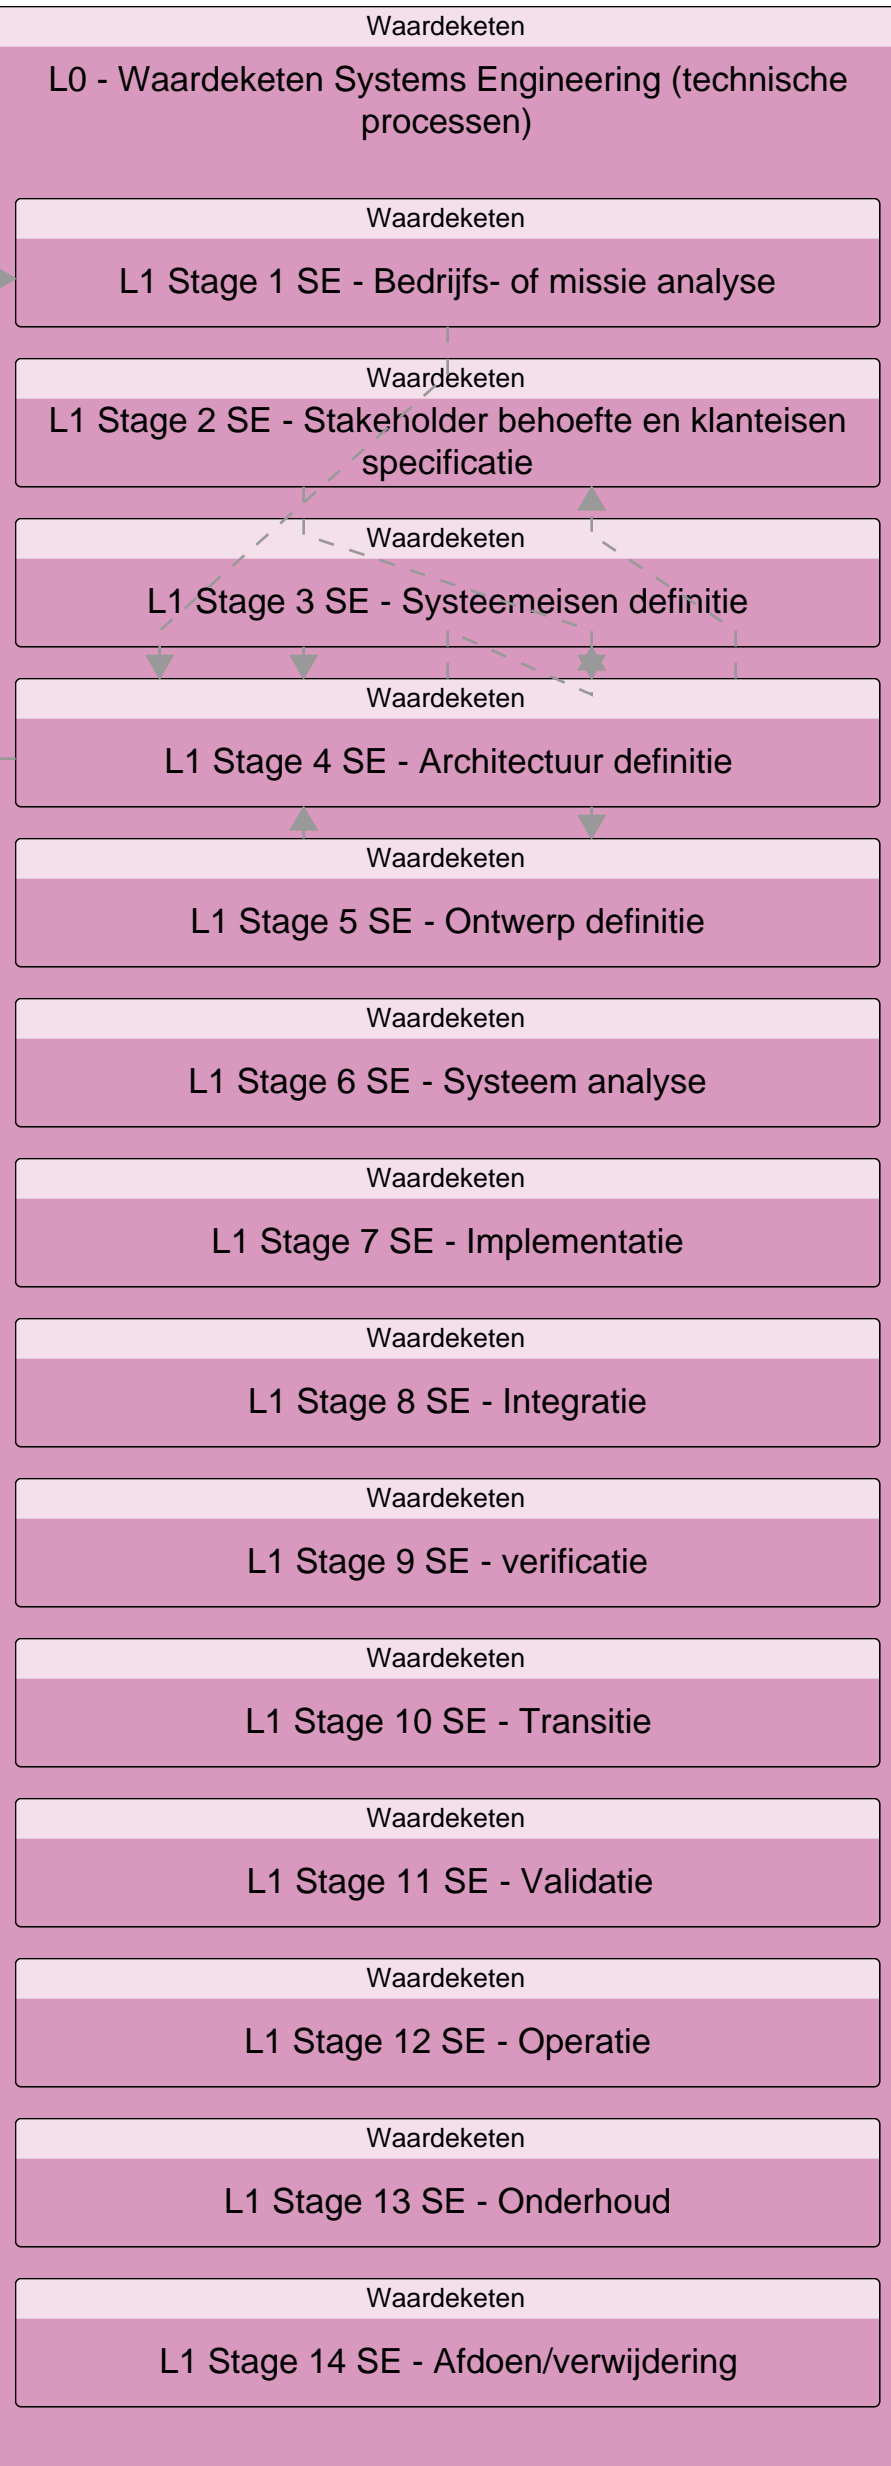 Waardeketen
L0 - Waardeketen Systems Engineering (technische
processen)
Waardeketen
L1 Stage 1 SE - Bedrijfs- of missie analyse
Waardeketen
L1 Stage 2 SE - Stakeholder behoefte en klanteisen
specificatie
Waardeketen
L1 Stage 3 SE - Systeemeisen definitie
Waardeketen
L1 Stage 4 SE - Architectuur definitie
Waardeketen
L1 Stage 5 SE - Ontwerp definitie
Waardeketen
L1 Stage 6 SE - Systeem analyse
Waardeketen
L1 Stage 7 SE - Implementatie
Waardeketen
L1 Stage 8 SE - Integratie
Waardeketen
L1 Stage 9 SE - verificatie
Waardeketen
L1 Stage 10 SE - Transitie
Waardeketen
L1 Stage 11 SE - Validatie
Waardeketen
L1 Stage 12 SE - Operatie
Waardeketen
L1 Stage 13 SE - Onderhoud
Waardeketen
L1 Stage 14 SE - Afdoen/verwijdering